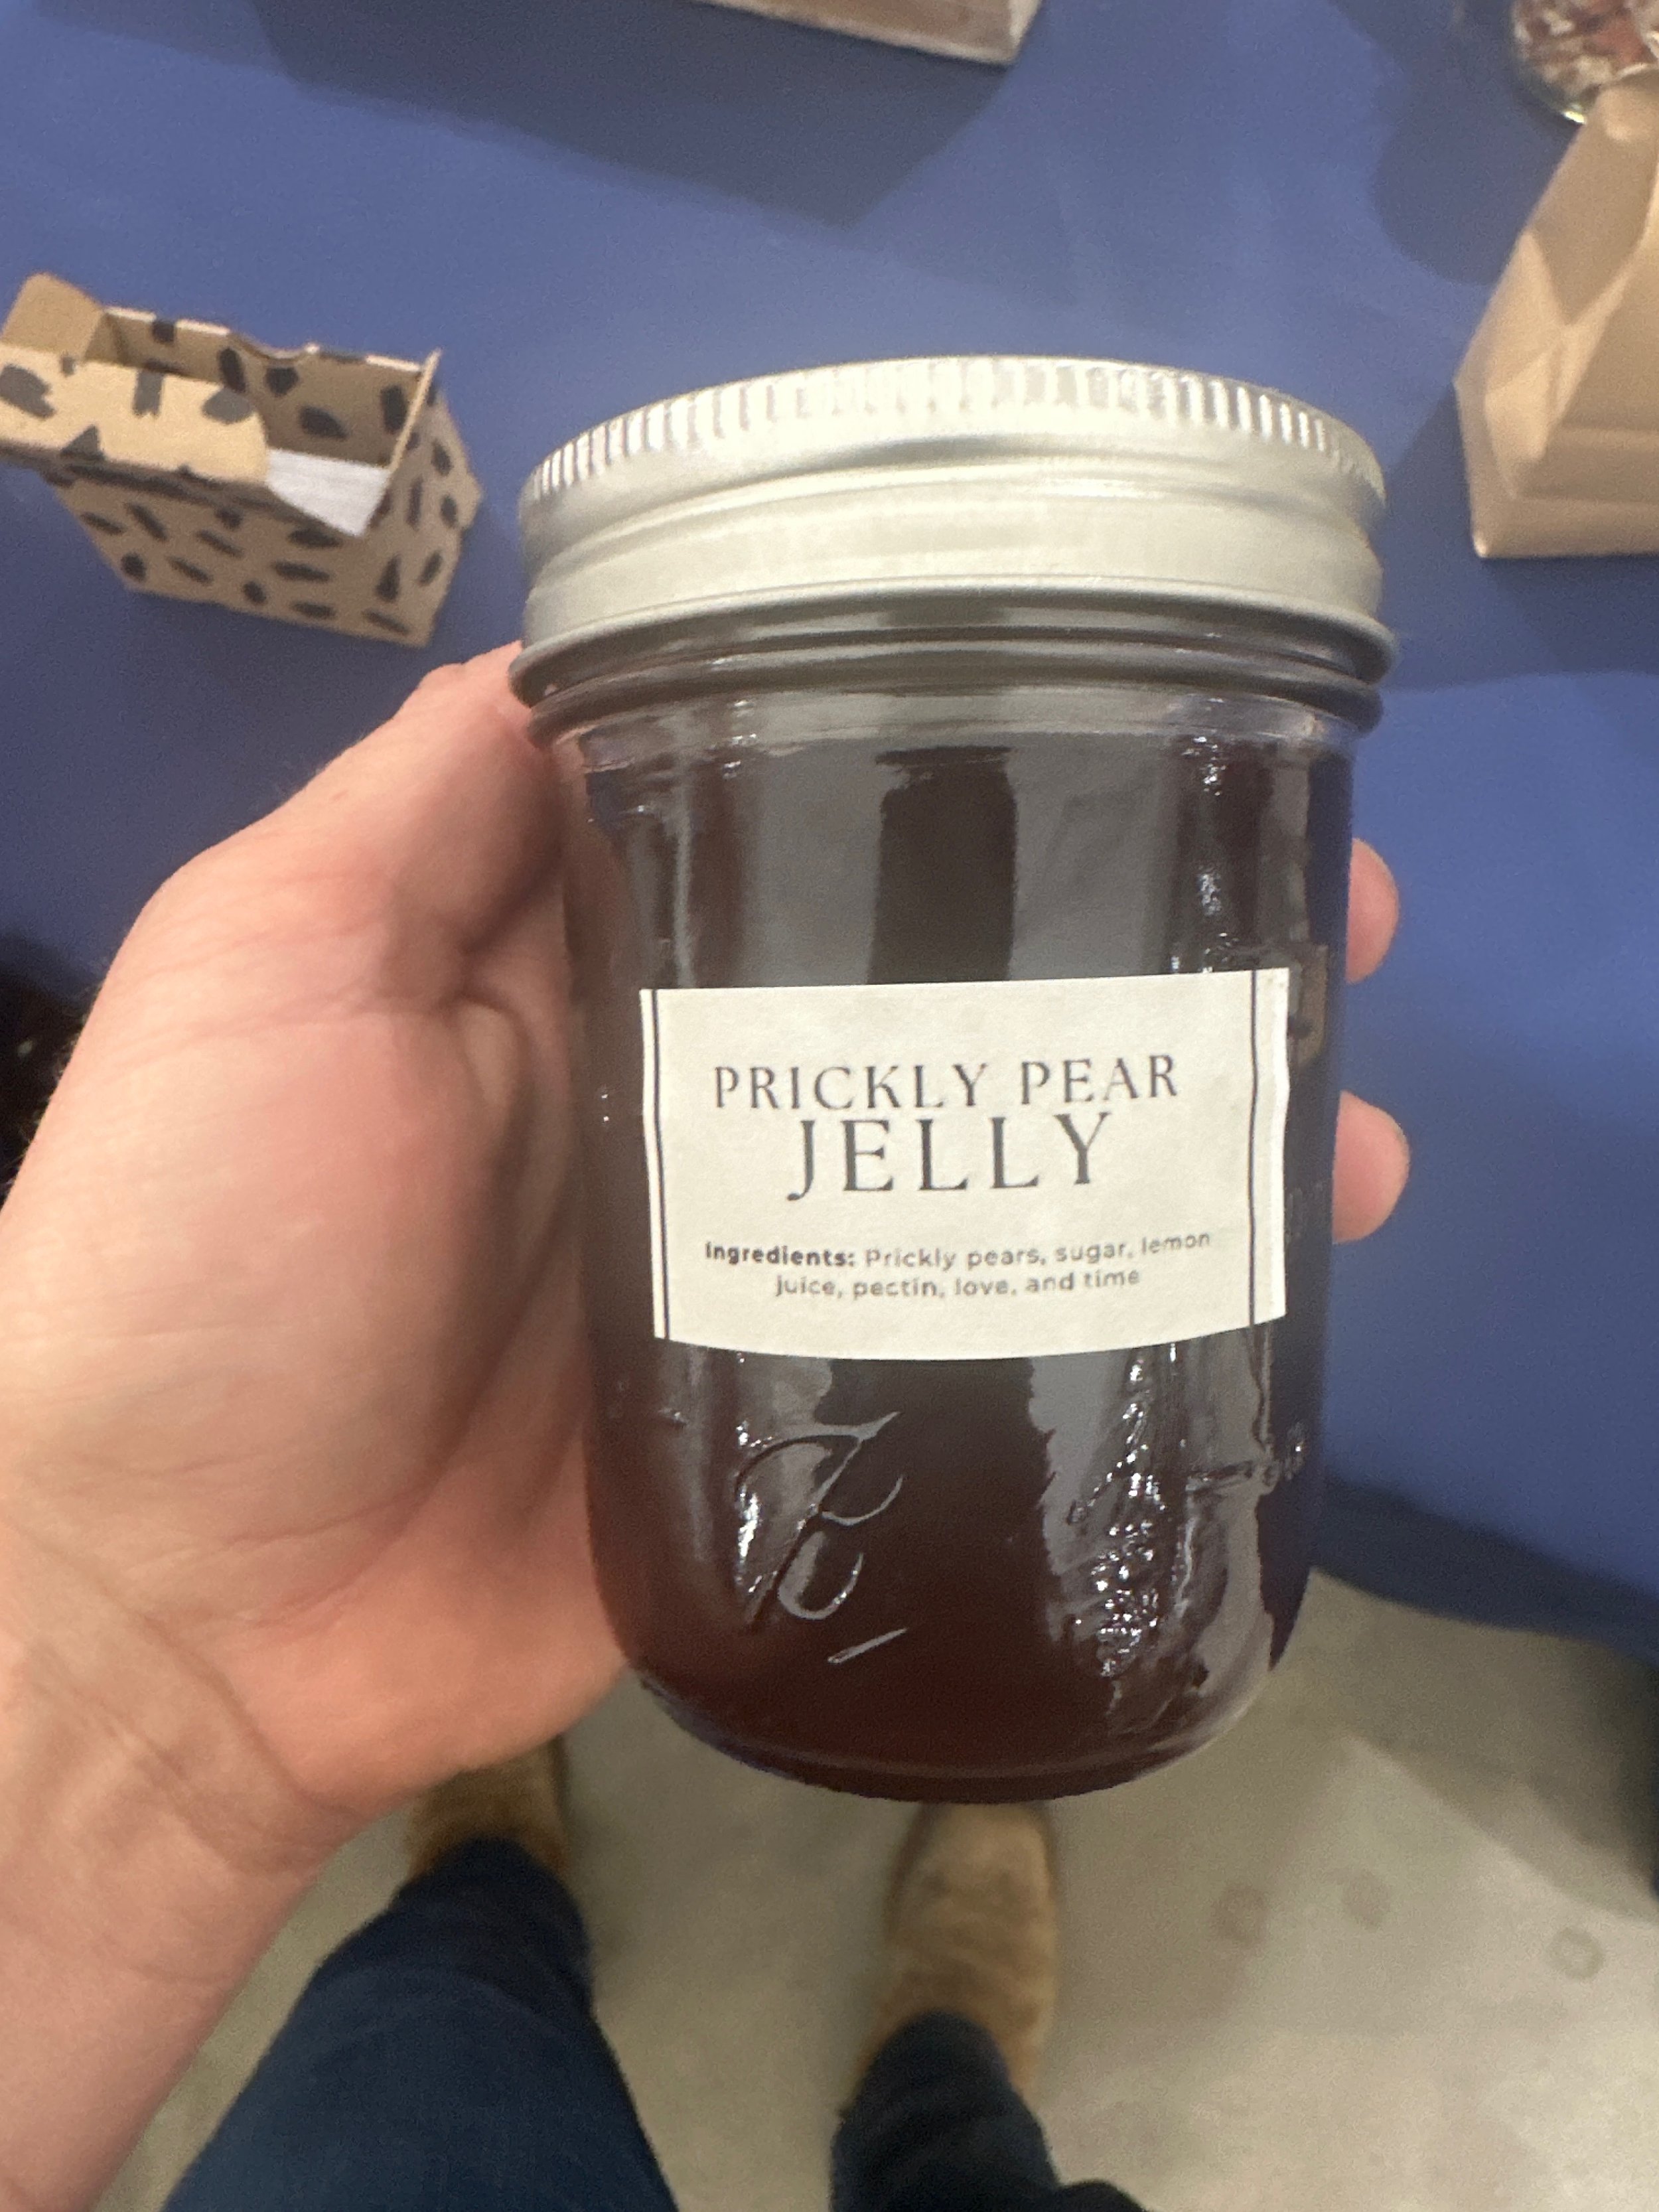 PRICKLY PEAR
JELLY
Ingredients: Prickly pears, sugar, lemon
juice, pectin, love, and time